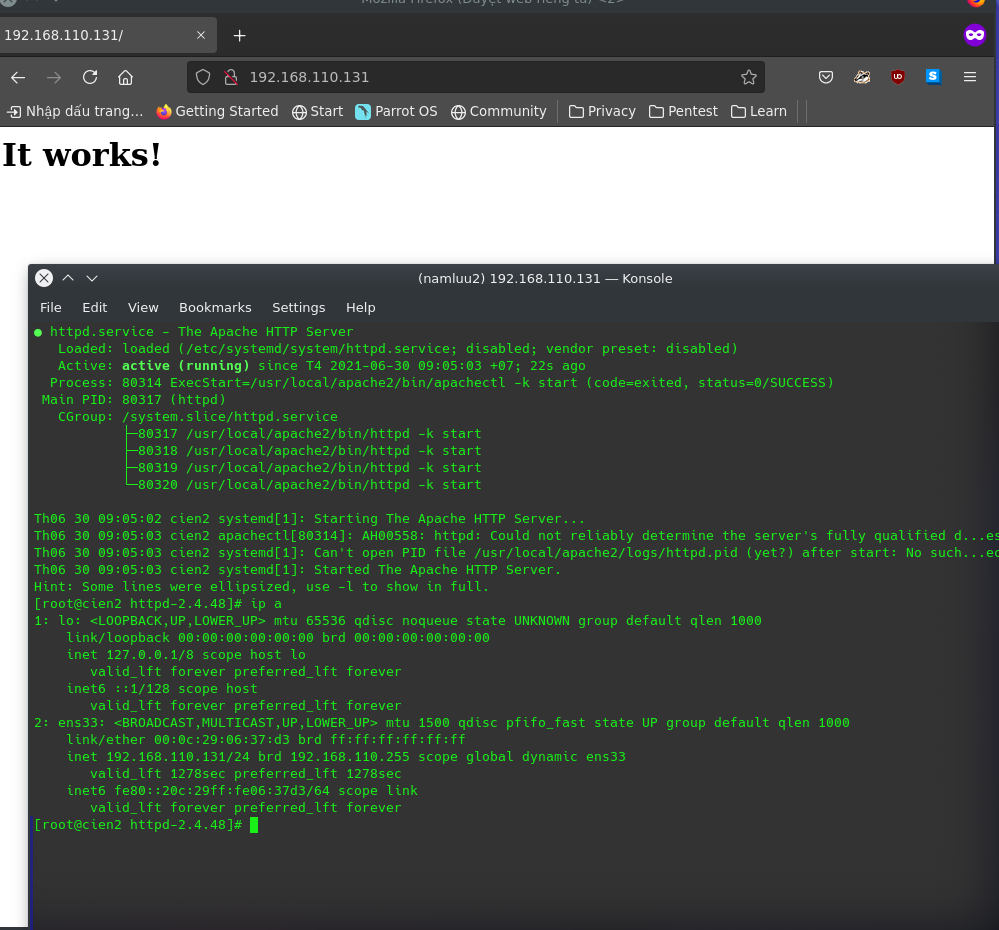 Mozilla Firefox (Duyệt web riêng tư) <2>
192.168.110.131/
192.168.110.131
Nhập dấu trang… Getting Started Start Parrot OS Community Privacy Pentest Learn
It works!
(namluu2) 192.168.110.131 — Konsole
File Edit View Bookmarks Settings Help
● httpd.service - The Apache HTTP Server
   Loaded: loaded (/etc/systemd/system/httpd.service; disabled; vendor preset: disabled)
   Active: active (running) since T4 2021-06-30 09:05:03 +07; 22s ago
  Process: 80314 ExecStart=/usr/local/apache2/bin/apachectl -k start (code=exited, status=0/SUCCESS)
 Main PID: 80317 (httpd)
   CGroup: /system.slice/httpd.service
           ├─80317 /usr/local/apache2/bin/httpd -k start
           ├─80318 /usr/local/apache2/bin/httpd -k start
           ├─80319 /usr/local/apache2/bin/httpd -k start
           └─80320 /usr/local/apache2/bin/httpd -k start
Th06 30 09:05:02 cien2 systemd[1]: Starting The Apache HTTP Server...
Th06 30 09:05:03 cien2 apachectl[80314]: AH00558: httpd: Could not reliably determine the server's fully qualified d...es
Th06 30 09:05:03 cien2 systemd[1]: Can't open PID file /usr/local/apache2/logs/httpd.pid (yet?) after start: No such...ec
Th06 30 09:05:03 cien2 systemd[1]: Started The Apache HTTP Server.
Hint: Some lines were ellipsized, use -l to show in full.
[root@cien2 httpd-2.4.48]# ip a
1: lo: <LOOPBACK,UP,LOWER_UP> mtu 65536 qdisc noqueue state UNKNOWN group default qlen 1000
    link/loopback 00:00:00:00:00:00 brd 00:00:00:00:00:00
    inet 127.0.0.1/8 scope host lo
       valid_lft forever preferred_lft forever
    inet6 ::1/128 scope host
       valid_lft forever preferred_lft forever
2: ens33: <BROADCAST,MULTICAST,UP,LOWER_UP> mtu 1500 qdisc pfifo_fast state UP group default qlen 1000
    link/ether 00:0c:29:06:37:d3 brd ff:ff:ff:ff:ff:ff
    inet 192.168.110.131/24 brd 192.168.110.255 scope global dynamic ens33
       valid_lft 1278sec preferred_lft 1278sec
    inet6 fe80::20c:29ff:fe06:37d3/64 scope link
       valid_lft forever preferred_lft forever
[root@cien2 httpd-2.4.48]#